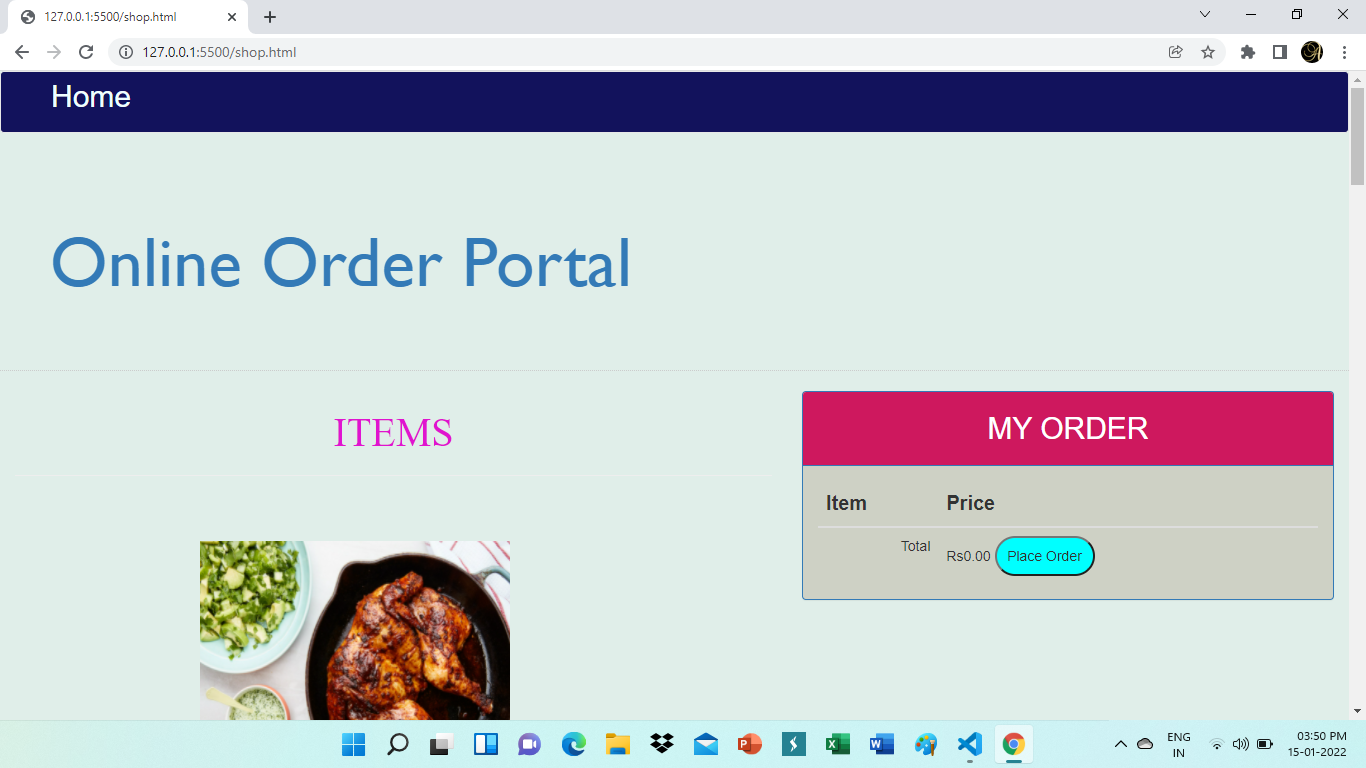 127.0.0.1:5500/shop.html
127.0.0.1:5500/shop.html
Home
Online Order Portal
ITEMS
MY ORDER
Item Price
Total Rs0.00 Place Order
ENG
IN
03:50 PM
15-01-2022